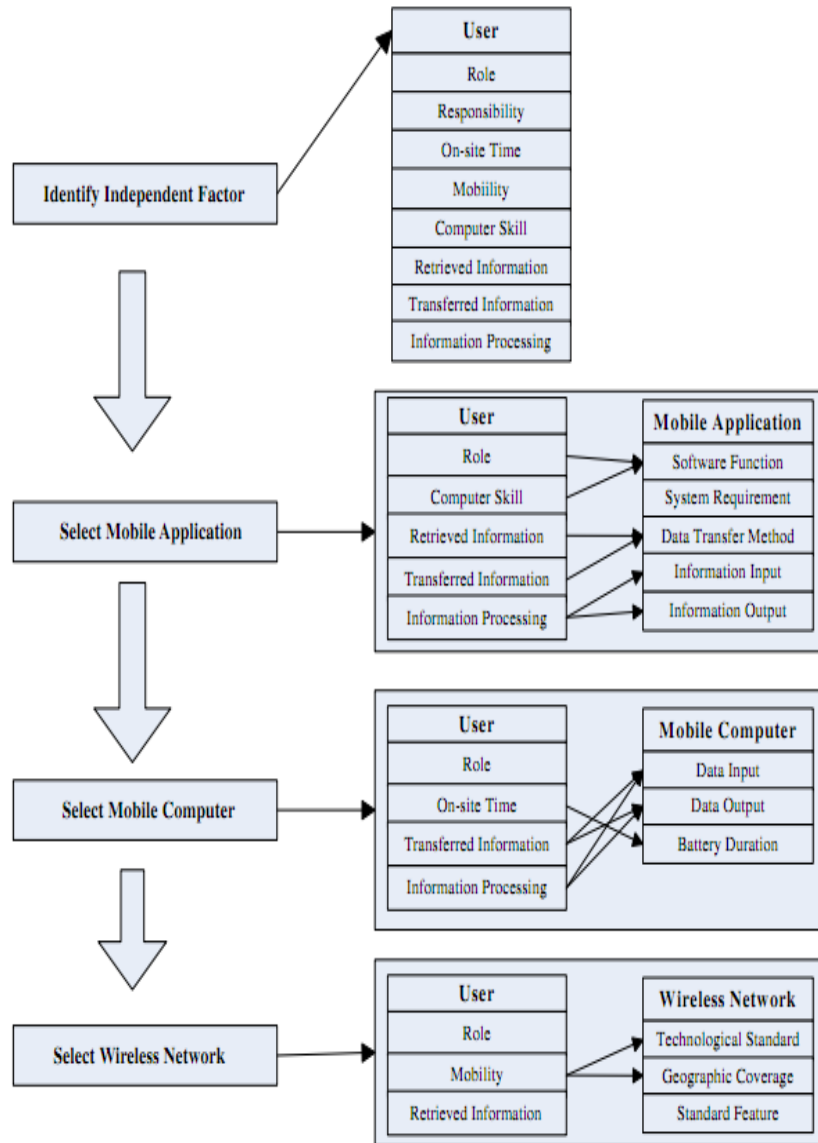 User
Role
Responsibility
On-site Time
Mobiility
Computer Skill
Retrieved Information
Transferred Information
Information Processing
Identify Independent Factor
Select Mobile Application
User
Role
Computer Skill
Retrieved Information
Transferred Information
Information Processing
Mobile Application
Software Function
System Requirement
Data Transfer Method
Information Input
Information Output
Select Mobile Computer
User
Role
On-site Time
Transferred Information
Information Processing
Mobile Computer
Data Input
Data Output
Battery Duration
Select Wireless Network
User
Role
Mobility
Retrieved Information
Wireless Network
Technological Standard
Geographic Coverage
Standard Feature